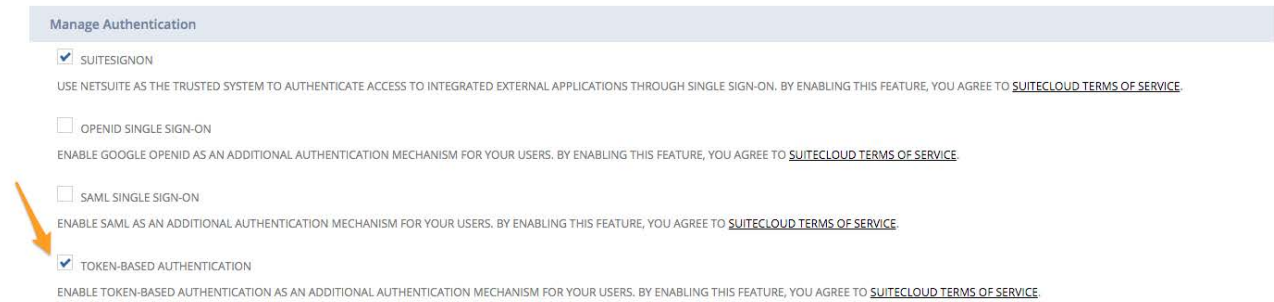 Manage Authentication
SUITESIGNON
USE NETSUITE AS THE TRUSTED SYSTEM TO AUTHENTICATE ACCESS TO INTEGRATED EXTERNAL APPLICATIONS THROUGH SINGLE SIGN-ON. BY ENABLING THIS FEATURE, YOU AGREE TO SUITECLOUD TERMS OF SERVICE.
OPENID SINGLE SIGN-ON
ENABLE GOOGLE OPENID AS AN ADDITIONAL AUTHENTICATION MECHANISM FOR YOUR USERS. BY ENABLING THIS FEATURE, YOU AGREE TO SUITECLOUD TERMS OF SERVICE.
SAML SINGLE SIGN-ON
ENABLE SAML AS AN ADDITIONAL AUTHENTICATION MECHANISM FOR YOUR USERS. BY ENABLING THIS FEATURE, YOU AGREE TO SUITECLOUD TERMS OF SERVICE.
TOKEN-BASED AUTHENTICATION
ENABLE TOKEN-BASED AUTHENTICATION AS AN ADDITIONAL AUTHENTICATION MECHANISM FOR YOUR USERS. BY ENABLING THIS FEATURE, YOU AGREE TO SUITECLOUD TERMS OF SERVICE.